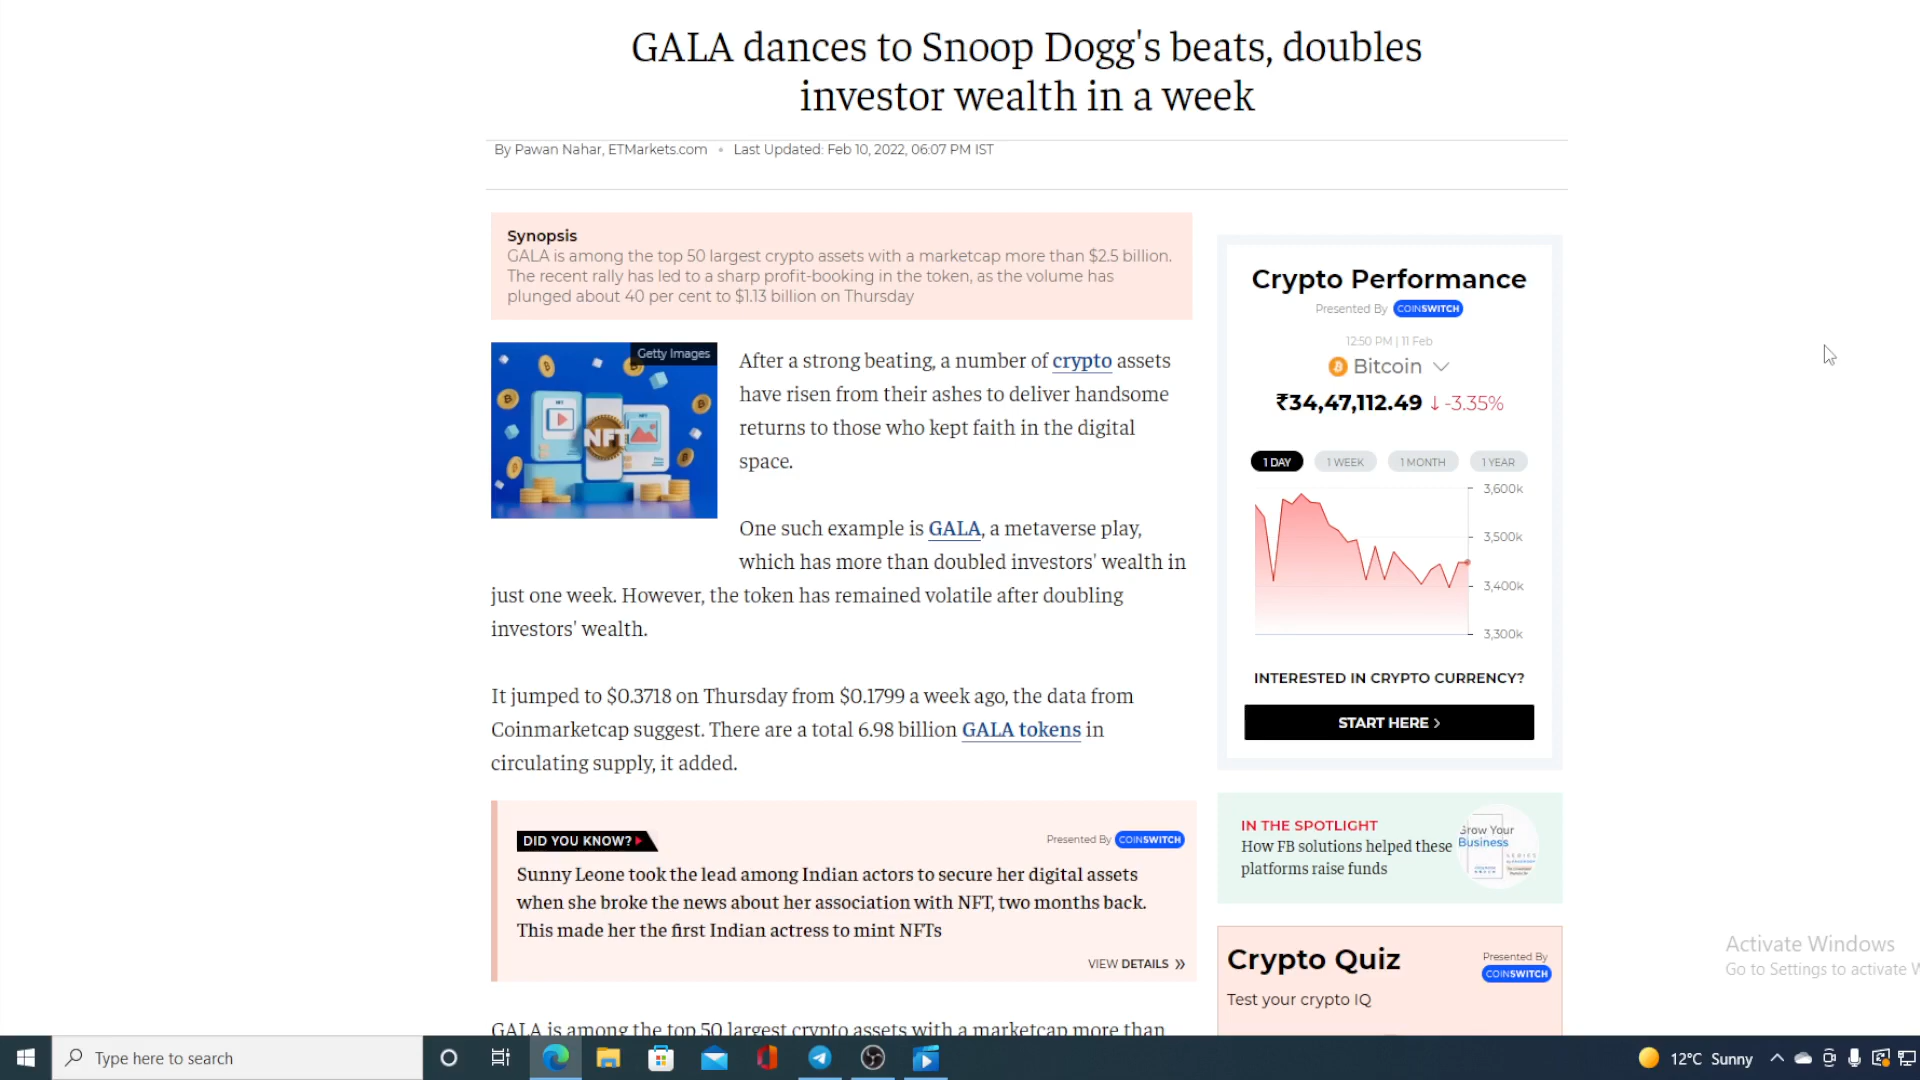 GALA dances to Snoop Dogg's beats, doubles
investor wealth in a week
By Pawan Nahar, ETMarkets.com • Last Updated: Feb 10, 2022, 06:07 PM IST
Synopsis
GALA is among the top 50 largest crypto assets with a marketcap more than $2.5 billion.
The recent rally has led to a sharp profit-booking in the token, as the volume has
plunged about 40 per cent to $1.13 billion on Thursday
Getty Images
NFT
After a strong beating, a number of crypto assets
have risen from their ashes to deliver handsome
returns to those who kept faith in the digital
space.
One such example is GALA, a metaverse play,
which has more than doubled investors' wealth in
just one week. However, the token has remained volatile after doubling
investors' wealth.
It jumped to $0.3718 on Thursday from $0.1799 a week ago, the data from
Coinmarketcap suggest. There are a total 6.98 billion GALA tokens in
circulating supply, it added.
DID YOU KNOW?
Presented By COINSWITCH
Sunny Leone took the lead among Indian actors to secure her digital assets
when she broke the news about her association with NFT, two months back.
This made her the first Indian actress to mint NFTs
VIEW DETAILS »
GALA is among the top 50 largest crypto assets with a marketcap more than
Crypto Performance
Presented By COINSWITCH
12:50 PM | 11 Feb
Bitcoin
₹34,47,112.49 ↓ -3.35%
1 DAY 1 WEEK 1 MONTH 1 YEAR
3,600k
3,500k
3,400k
3,300k
INTERESTED IN CRYPTO CURRENCY?
START HERE >
IN THE SPOTLIGHT
How FB solutions helped these
platforms raise funds
Grow Your
Business
Crypto Quiz
Presented By
COINSWITCH
Test your crypto IQ
Activate Windows
Go to Settings to activate W
Type here to search
12°C Sunny